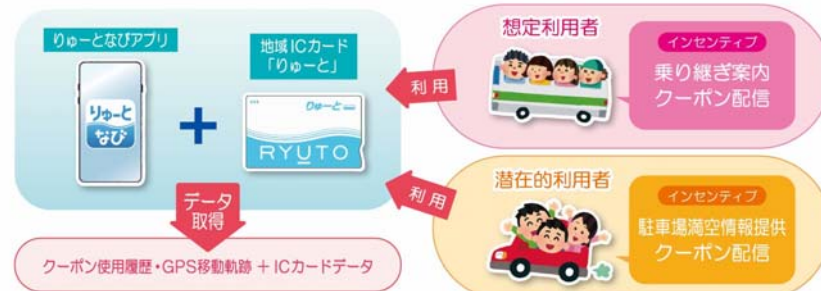 りゅーとなびアプリ
りゅーと
なび
地域ICカード
「りゅーと」
りゅーと
RYUTO
利用
想定利用者
インセンティブ
乗り継ぎ案内
クーポン配信
利用
潜在的利用者
インセンティブ
駐車場満空情報提供
クーポン配信
データ
取得
クーポン使用履歴・GPS移動軌跡 + ICカードデータ